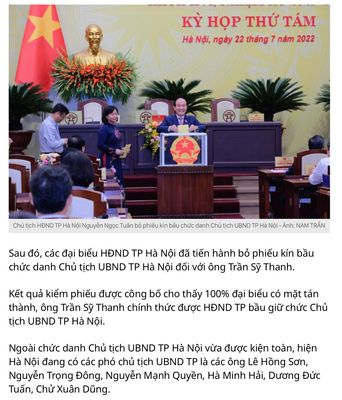 KỲ HỌP THỨ TÁM
Hà Nội, ngày 22 tháng 7 năm 2022
Chủ tịch HĐND TP Hà Nội Nguyễn Ngọc Tuấn bỏ phiếu kín bầu chức danh Chủ tịch UBND TP Hà Nội - Ảnh: NAM TRẦN
Sau đó, các đại biểu HĐND TP Hà Nội đã tiến hành bỏ phiếu kín bầu
chức danh Chủ tịch UBND TP Hà Nội đối với ông Trần Sỹ Thanh.
Kết quả kiểm phiếu được công bố cho thấy 100% đại biểu có mặt tán
thành, ông Trần Sỹ Thanh chính thức được HĐND TP bầu giữ chức Chủ
tịch UBND TP Hà Nội.
Ngoài chức danh Chủ tịch UBND TP Hà Nội vừa được kiện toàn, hiện
Hà Nội đang có các phó chủ tịch UBND TP là các ông Lê Hồng Sơn,
Nguyễn Trọng Đông, Nguyễn Mạnh Quyền, Hà Minh Hải, Dương Đức
Tuấn, Chử Xuân Dũng.